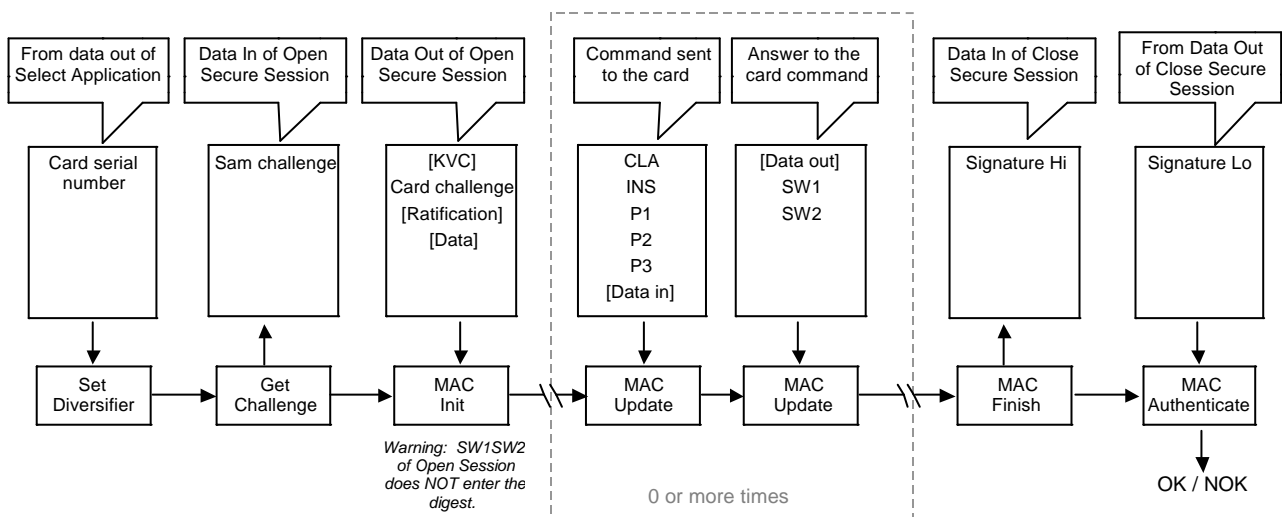 From data out of
Select Application
Data In of Open
Secure Session
Data Out of Open
Secure Session
Command sent
to the card
Answer to the
card command
Data In of Close
Secure Session
From Data Out
of Close Secure
Session
Card serial
number
Sam challenge
[KVC]
Card challenge
[Ratification]
[Data]
CLA
INS
P1
P2
P3
[Data in]
[Data out]
SW1
SW2
Signature Hi
Signature Lo
Set
Diversifier
Get
Challenge
MAC
Init
MAC
Update
MAC
Update
MAC
Finish
MAC
Authenticate
Warning: SW1SW2
of Open Session
does NOT enter the
digest.
0 or more times
OK / NOK